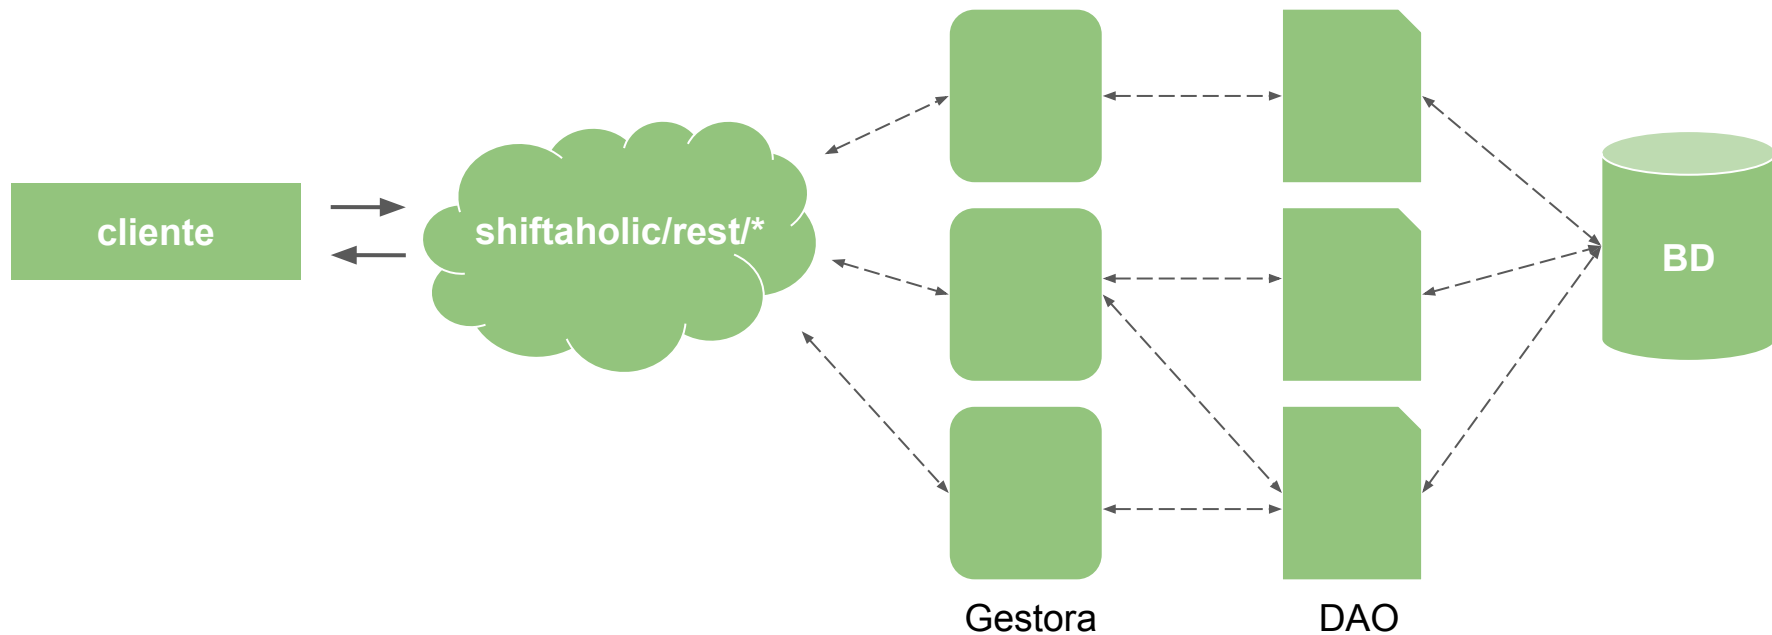 cliente
shiftaholic/rest/*
BD
Gestora
DAO